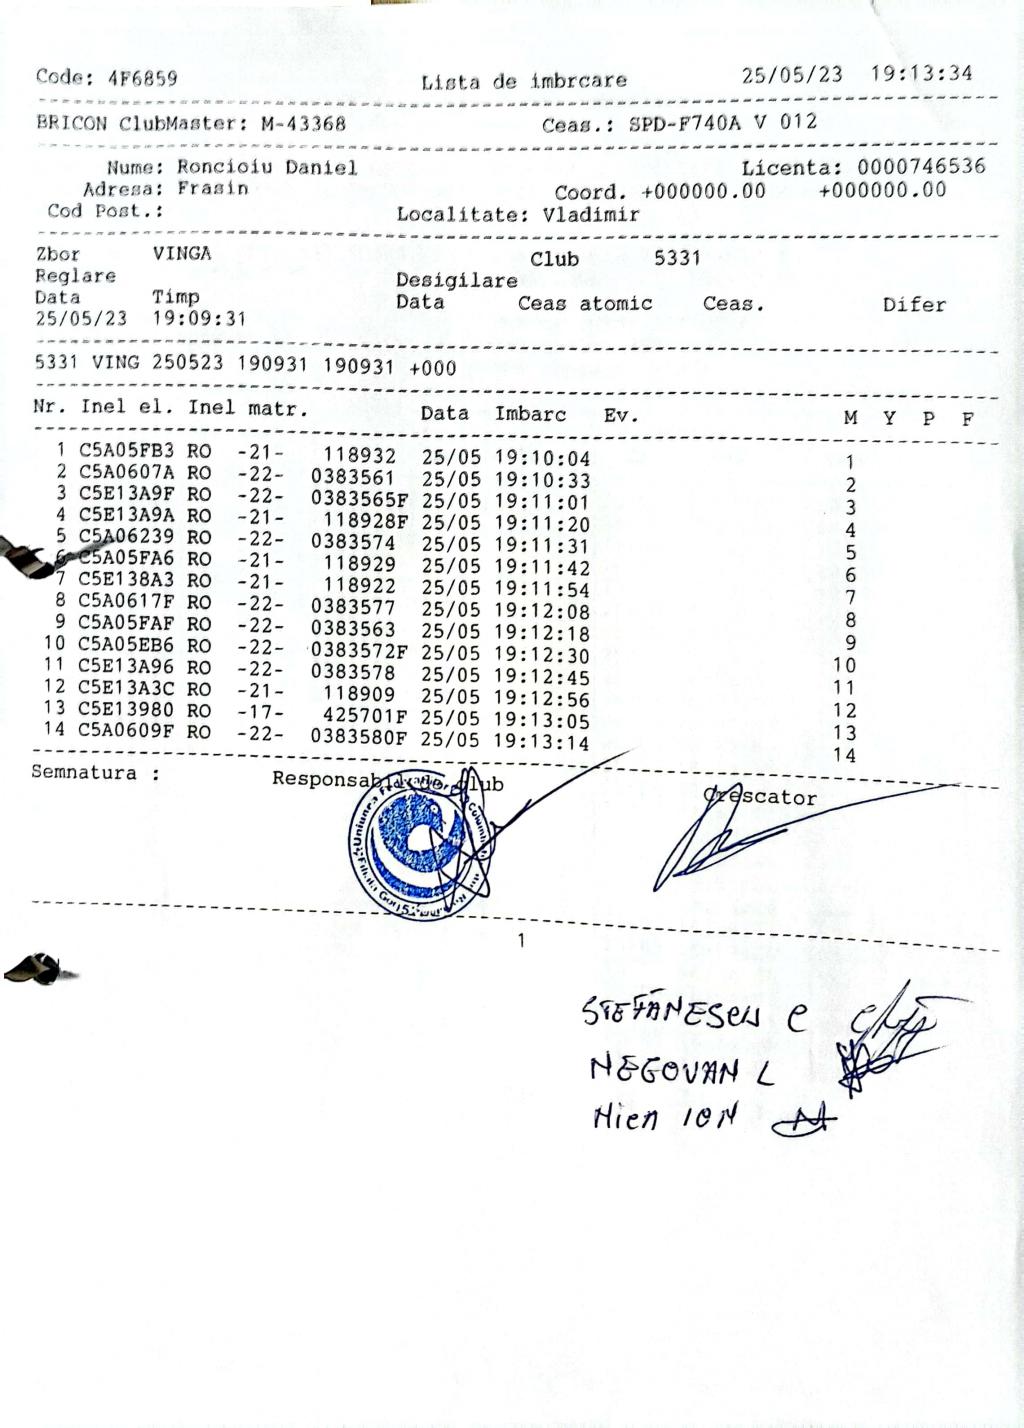 Code: 4F6859 Lista de imbrcare 25/05/23 19:13:34
BRICON ClubMaster: M-43368 Ceas.: SPD-F740A V 012
Nume: Roncioiu Daniel Licenta: 0000746536
Adresa: Frasin Coord. +000000.00 +000000.00
Cod Post.: Localitate: Vladimir
Zbor VINGA Club 5331
Reglare Desigilare
Data Timp Data Ceas atomic Ceas. Difer
25/05/23 19:09:31
5331 VING 250523 190931 190931 +000
Nr. Inel el. Inel matr. Data Imbarc Ev. M Y P F
1 C5A05FB3 RO -21- 118932 25/05 19:10:04 1
2 C5A0607A RO -22- 0383561 25/05 19:10:33 2
3 C5E13A9F RO -22- 0383565F 25/05 19:11:01 3
4 C5E13A9A RO -21- 118928F 25/05 19:11:20 4
5 C5A06239 RO -22- 0383574 25/05 19:11:31 5
6 C5A05FA6 RO -21- 118929 25/05 19:11:42 6
7 C5E138A3 RO -21- 118922 25/05 19:11:54 7
8 C5A0617F RO -22- 0383577 25/05 19:12:08 8
9 C5A05FAF RO -22- 0383563 25/05 19:12:18 9
10 C5A05EB6 RO -22- 0383572F 25/05 19:12:30 10
11 C5E13A96 RO -22- 0383578 25/05 19:12:45 11
12 C5E13A3C RO -21- 118909 25/05 19:12:56 12
13 C5E13980 RO -17- 425701F 25/05 19:13:05 13
14 C5A0609F RO -22- 0383580F 25/05 19:13:14 14
Semnatura : Responsabil de club Crescator
Uniunea
Filiala Gorj
1
STEFĂNESCU C
NEGOVAN L
ION